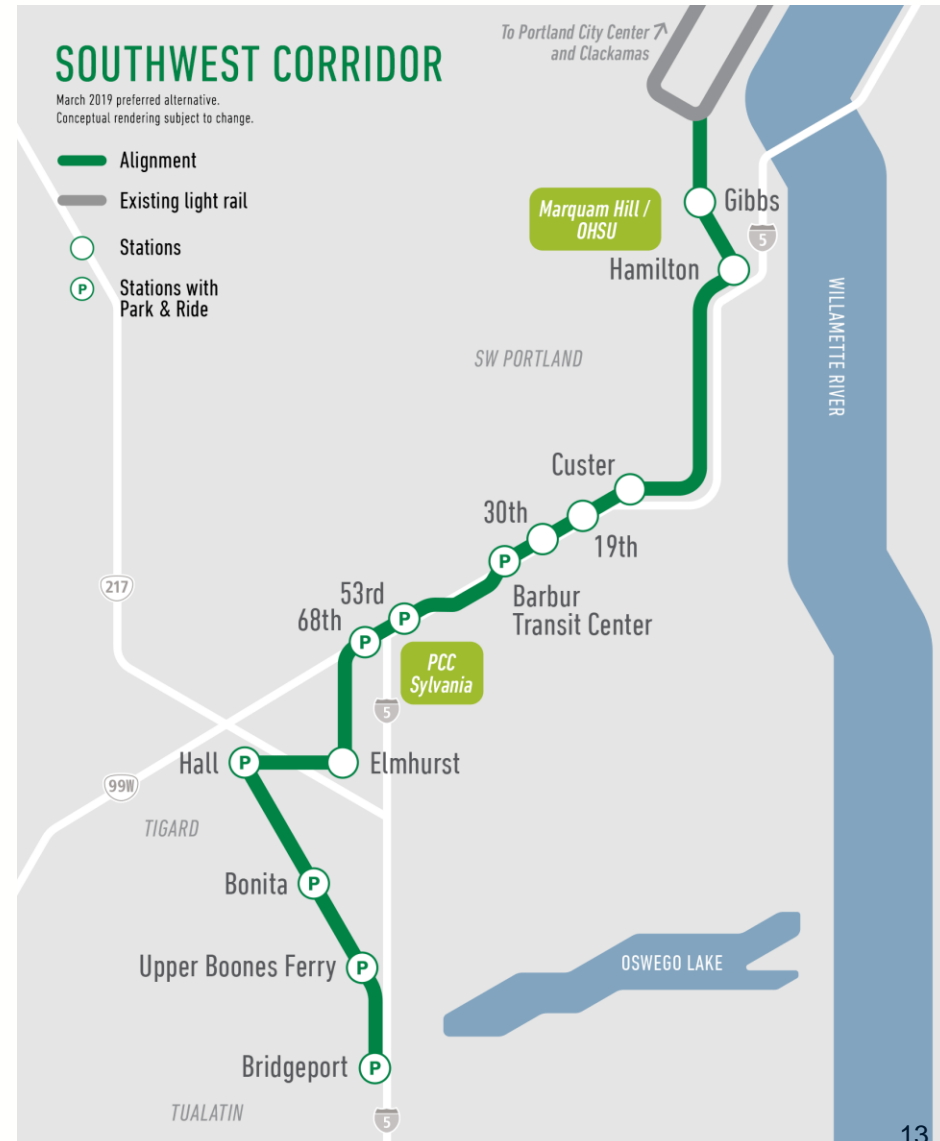 To Portland City Center
and Clackamas
SOUTHWEST CORRIDOR
March 2019 preferred alternative.
Conceptual rendering subject to change.
Alignment
Existing light rail
Stations
P
Stations with
Park & Ride
Marquam Hill /
OHSU
Gibbs
5
Hamilton
WILLAMETTE RIVER
SW PORTLAND
Custer
30th
19th
P
Barbur
Transit Center
217
53rd
P
68th
P
PCC
Sylvania
5
Hall
P
Elmhurst
99W
TIGARD
Bonita
P
Upper Boones Ferry
P
OSWEGO LAKE
Bridgeport
P
TUALATIN
5
13